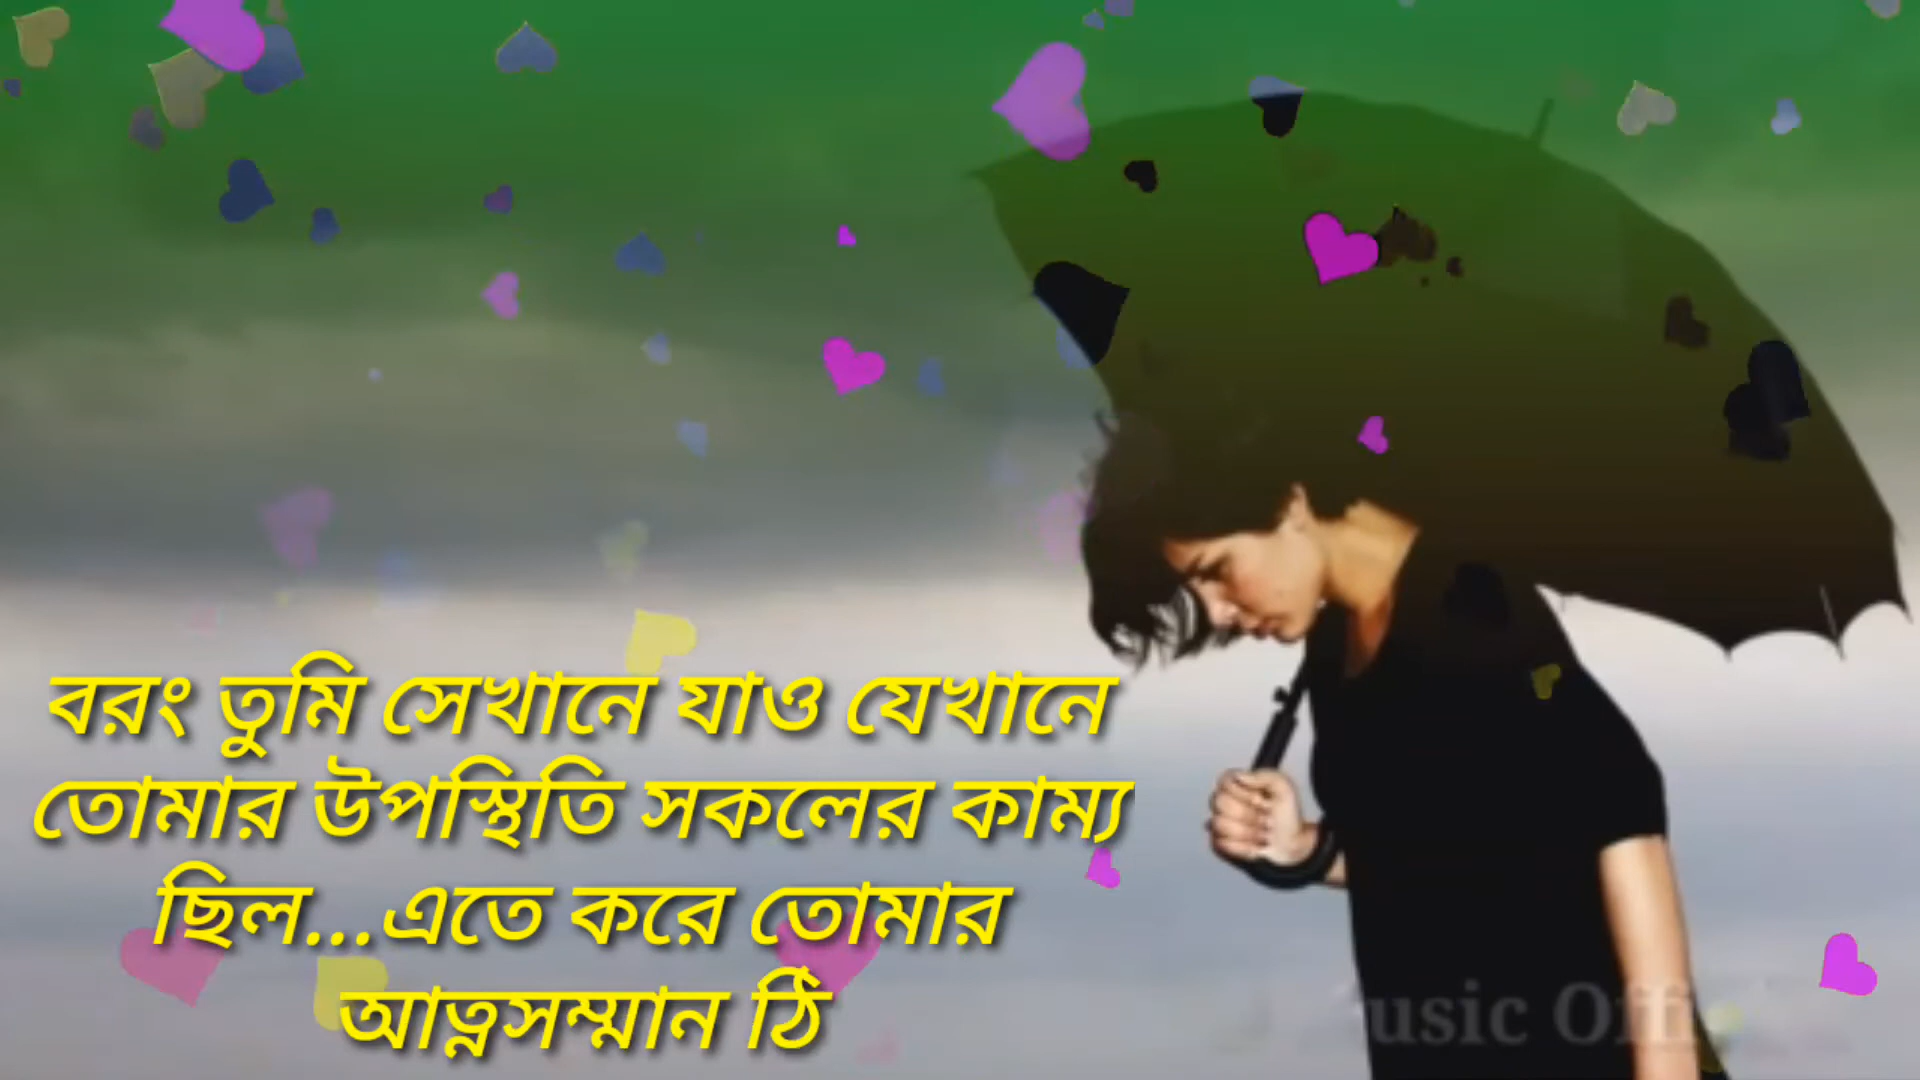 বরং তুমি সেখানে যাও যেখানে
তোমার উপস্থিতি সকলের কাম্য
ছিল...এতে করে তোমার
আত্নসম্মান ঠি